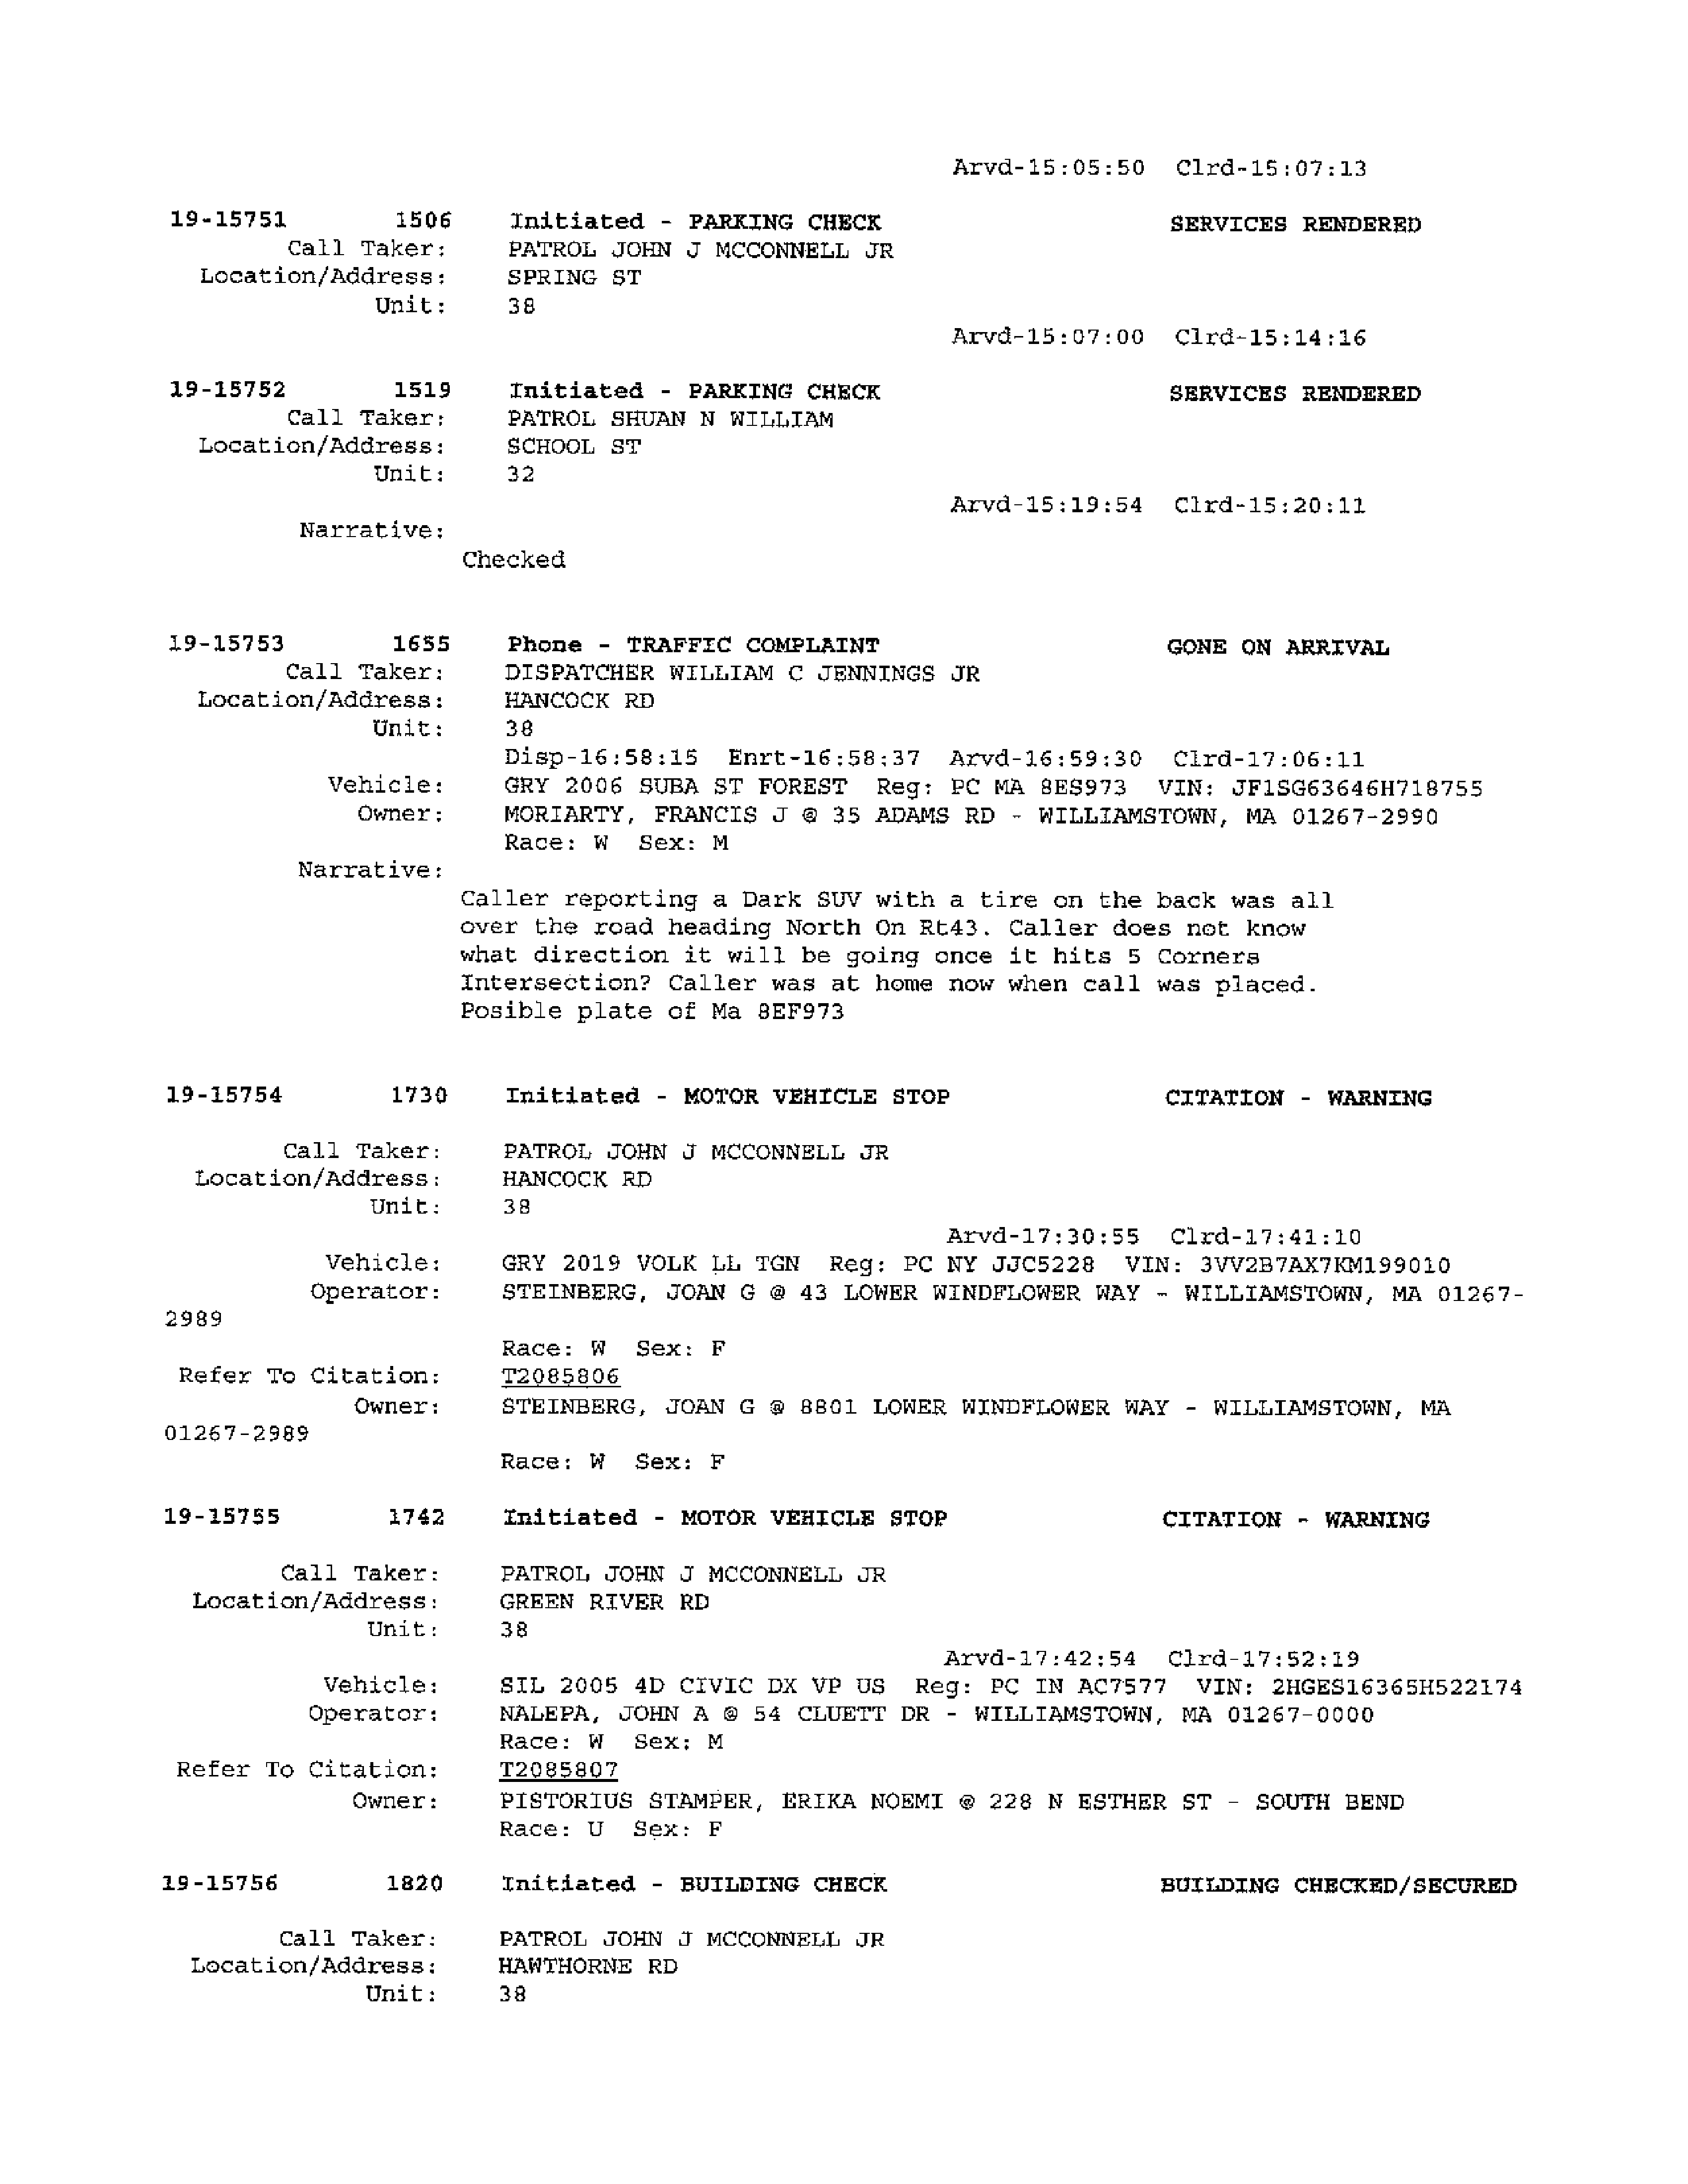 Arvd-15:05:50 Clrd-15:07:13
19-15751 1506 Initiated - PARKING CHECK SERVICES RENDERED
Call Taker: PATROL JOHN J MCCONNELL JR
Location/Address: SPRING ST
Unit: 38
Arvd-15:07:00 Clrd-15:14:16
19-15752 1519 Initiated - PARKING CHECK SERVICES RENDERED
Call Taker: PATROL SHUAN N WILLIAM
Location/Address: SCHOOL ST
Unit: 32
Arvd-15:19:54 Clrd-15:20:11
Narrative:
Checked
19-15753 1655 Phone - TRAFFIC COMPLAINT GONE ON ARRIVAL
Call Taker: DISPATCHER WILLIAM C JENNINGS JR
Location/Address: HANCOCK RD
Unit: 38
Disp-16:58:15 Enrt-16:58:37 Arvd-16:59:30 Clrd-17:06:11
Vehicle: GRY 2006 SUBA ST FOREST Reg: PC MA 8ES973 VIN: JF1SG63646H718755
Owner: MORIARTY, FRANCIS J @ 35 ADAMS RD - WILLIAMSTOWN, MA 01267-2990
Race: W Sex: M
Narrative:
Caller reporting a Dark SUV with a tire on the back was all
over the road heading North On Rt43. Caller does not know
what direction it will be going once it hits 5 Corners
Intersection? Caller was at home now when call was placed.
Posible plate of Ma 8EF973
19-15754 1730 Initiated - MOTOR VEHICLE STOP CITATION - WARNING
Call Taker: PATROL JOHN J MCCONNELL JR
Location/Address: HANCOCK RD
Unit: 38
Arvd-17:30:55 Clrd-17:41:10
Vehicle: GRY 2019 VOLK LL TGN Reg: PC NY JJC5228 VIN: 3VV2B7AX7KM199010
Operator: STEINBERG, JOAN G @ 43 LOWER WINDFLOWER WAY - WILLIAMSTOWN, MA 01267-
2989
Race: W Sex: F
Refer To Citation: T2085806
Owner: STEINBERG, JOAN G @ 8801 LOWER WINDFLOWER WAY - WILLIAMSTOWN, MA
01267-2989
Race: W Sex: F
19-15755 1742 Initiated - MOTOR VEHICLE STOP CITATION - WARNING
Call Taker: PATROL JOHN J MCCONNELL JR
Location/Address: GREEN RIVER RD
Unit: 38
Arvd-17:42:54 Clrd-17:52:19
Vehicle: SIL 2005 4D CIVIC DX VP US Reg: PC IN AC7577 VIN: 2HGES16365H522174
Operator: NALEPA, JOHN A @ 54 CLUETT DR - WILLIAMSTOWN, MA 01267-0000
Race: W Sex: M
Refer To Citation: T2085807
Owner: PISTORIUS STAMPER, ERIKA NOEMI @ 228 N ESTHER ST - SOUTH BEND
Race: U Sex: F
19-15756 1820 Initiated - BUILDING CHECK BUILDING CHECKED/SECURED
Call Taker: PATROL JOHN J MCCONNELL JR
Location/Address: HAWTHORNE RD
Unit: 38